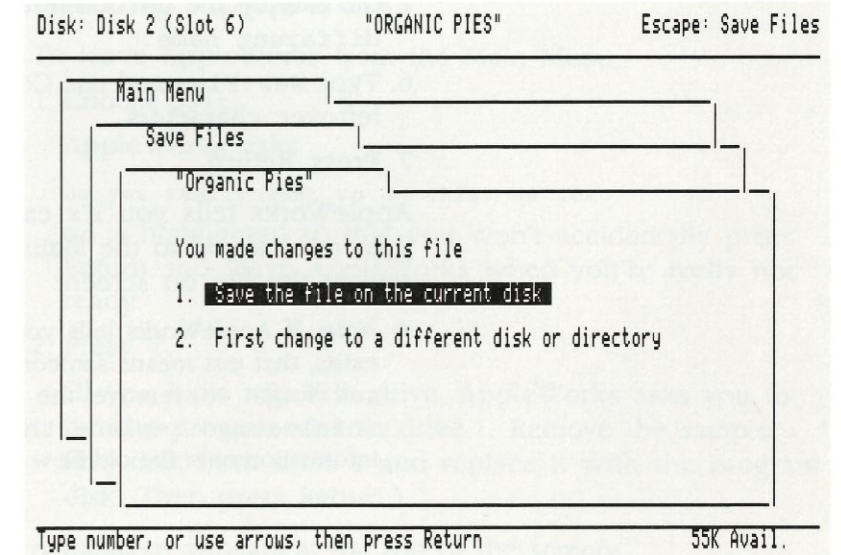 Disk: Disk 2 (Slot 6) "ORGANIC PIES" Escape: Save Files
Main Menu
Save Files
"Organic Pies"
You made changes to this file
1. Save the file on the current disk
2. First change to a different disk or directory
Type number, or use arrows, then press Return 55K Avail.